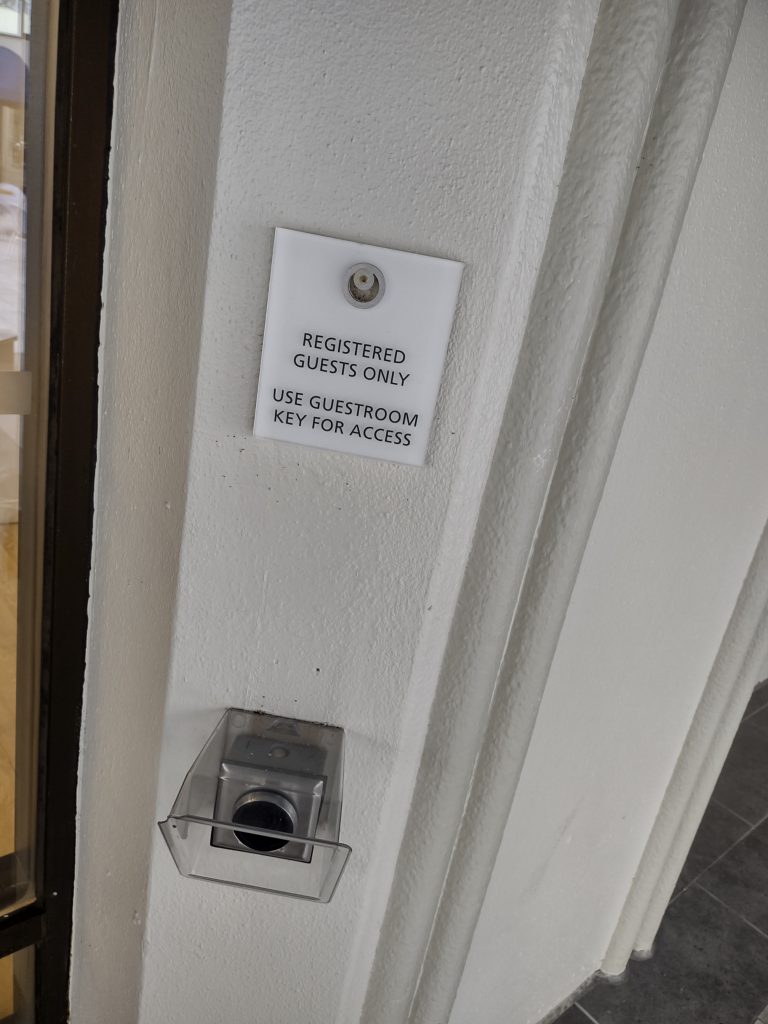 REGISTERED
GUESTS ONLY
USE GUESTROOM
KEY FOR ACCESS